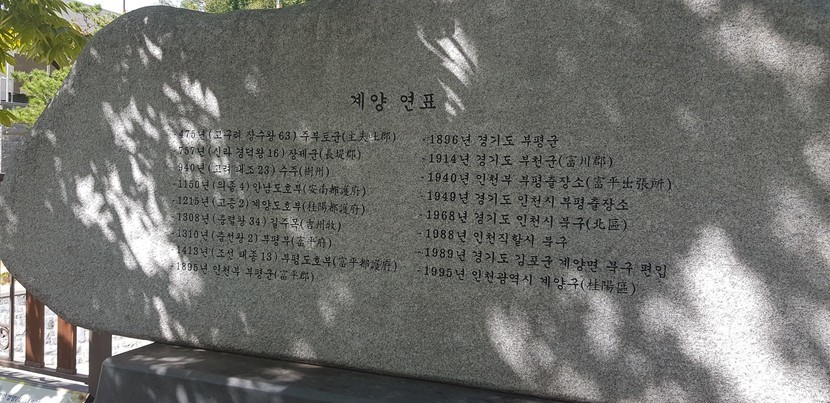 계양 연표
·475년(고구려 장수왕 63) 주부토군(主夫吐郡)
·757년(신라 경덕왕 16) 장제군(長堤郡)
·940년(고려 태조 23) 수주(樹州)
·1150년(의종 4) 안남도호부(安南都護府)
·1215년(고종 2) 계양도호부(桂陽都護府)
·1308년(충렬왕 34) 길주목(吉州牧)
·1310년(충선왕 2) 부평부(富平府)
·1413년(조선 태종 13) 부평도호부(富平都護府)
·1895년 인천부 부평군(富平郡)
·1896년 경기도 부평군
·1914년 경기도 부천군(富川郡)
·1940년 인천부 부평출장소(富平出張所)
·1949년 경기도 인천시 부평출장소
·1968년 경기도 인천시 북구(北區)
·1988년 인천직할시 북구
·1989년 경기도 김포군 계양면 북구 편입
·1995년 인천광역시 계양구(桂陽區)